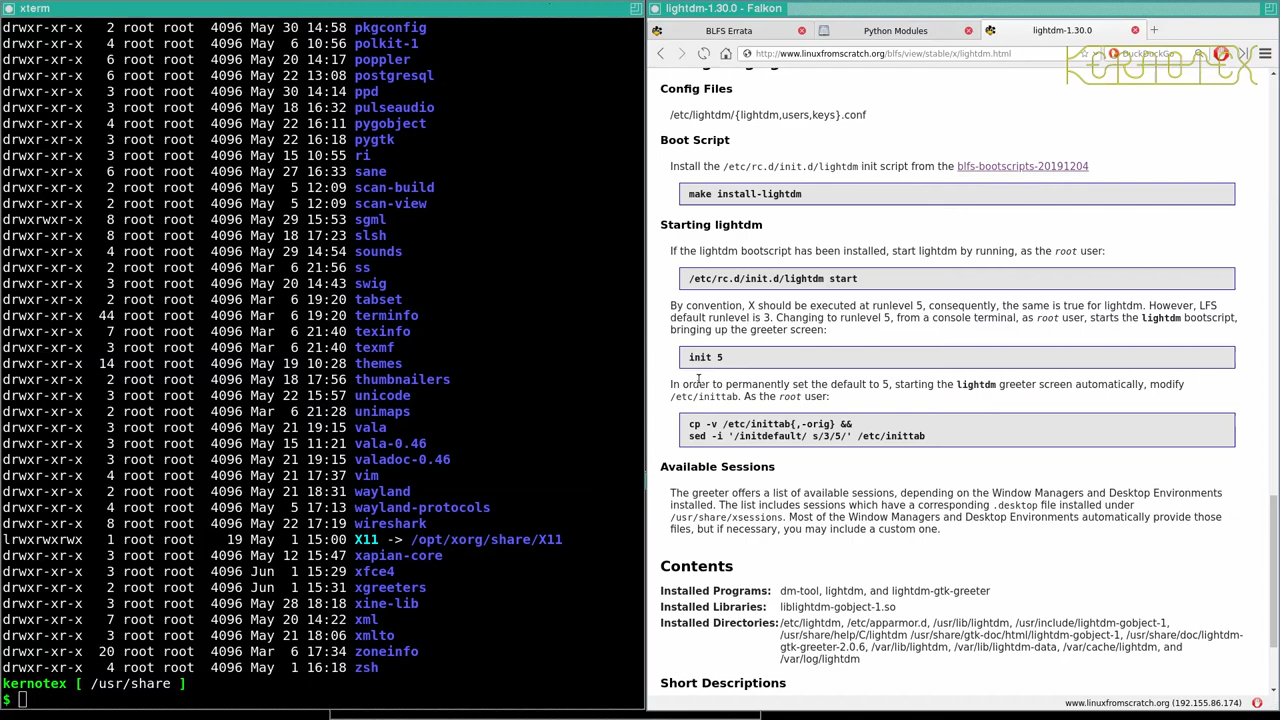 xterm
drwxr-xr-x   2 root root  4096 May 30 14:58 pkgconfig
drwxr-xr-x   4 root root  4096 May  6 10:56 polkit-1
drwxr-xr-x   6 root root  4096 May 20 14:17 poppler
drwxr-xr-x   6 root root  4096 May 22 13:08 postgresql
drwxr-xr-x   3 root root  4096 May 30 14:14 ppd
drwxr-xr-x   3 root root  4096 May 18 16:32 pulseaudio
drwxr-xr-x   4 root root  4096 May 22 16:11 pygobject
drwxr-xr-x   3 root root  4096 May 22 16:18 pygtk
drwxr-xr-x   3 root root  4096 May 15 10:55 ri
drwxr-xr-x   6 root root  4096 May 27 16:33 sane
drwxr-xr-x   2 root root  4096 May  5 12:09 scan-build
drwxr-xr-x   2 root root  4096 May  5 12:09 scan-view
drwxrwxr-x   8 root root  4096 May 29 15:53 sgml
drwxr-xr-x   8 root root  4096 May 18 17:23 slsh
drwxr-xr-x   4 root root  4096 May 29 14:54 sounds
drwxr-xr-x   2 root root  4096 Mar  6 21:56 ss
drwxr-xr-x   3 root root  4096 May 20 14:43 swig
drwxr-xr-x   2 root root  4096 Mar  6 19:20 tabset
drwxr-xr-x  44 root root  4096 Mar  6 19:20 terminfo
drwxr-xr-x   7 root root  4096 Mar  6 21:40 texinfo
drwxr-xr-x   3 root root  4096 Mar  6 21:40 texmf
drwxr-xr-x  14 root root  4096 May 19 10:28 themes
drwxr-xr-x   2 root root  4096 May 18 17:56 thumbnailers
drwxr-xr-x   2 root root  4096 May 22 15:57 unicode
drwxr-xr-x   2 root root  4096 Mar  6 21:28 unimaps
drwxr-xr-x   3 root root  4096 May 21 19:15 vala
drwxr-xr-x   3 root root  4096 May 15 11:21 vala-0.46
drwxr-xr-x   3 root root  4096 May 21 19:15 valadoc-0.46
drwxr-xr-x   4 root root  4096 May 21 17:37 vim
drwxr-xr-x   2 root root  4096 May 21 18:31 wayland
drwxr-xr-x   5 root root  4096 May  2 17:13 wayland-protocols
drwxr-xr-x   8 root root  4096 May 22 17:19 wireshark
lrwxrwxrwx   1 root root    19 May  1 15:00 X11 -> /opt/xorg/share/X11
drwxr-xr-x   3 root root  4096 May 12 15:47 xapian-core
drwxr-xr-x   3 root root  4096 Jun  1 15:29 xfce4
drwxr-xr-x   2 root root  4096 Jun  1 15:31 xgreeters
drwxr-xr-x   3 root root  4096 May 28 18:18 xine-lib
drwxr-xr-x   7 root root  4096 May 20 14:22 xml
drwxr-xr-x   3 root root  4096 May 21 18:06 xmlto
drwxr-xr-x  20 root root  4096 Mar  6 17:34 zoneinfo
drwxr-xr-x   4 root root  4096 May  1 16:18 zsh
kernotex [ /usr/share ]
$
lightdm-1.30.0 - Falkon
BLFS Errata
Python Modules
lightdm-1.30.0
http://www.linuxfromscratch.org/blfs/view/stable/x/lightdm.html
DuckDuckGo
KERNOTEX
Config Files
/etc/lightdm/{lightdm,users,keys}.conf
Boot Script
Install the /etc/rc.d/init.d/lightdm init script from the blfs-bootscripts-20191204
make install-lightdm
Starting lightdm
If the lightdm bootscript has been installed, start lightdm by running, as the root user:
/etc/rc.d/init.d/lightdm start
By convention, X should be executed at runlevel 5, consequently, the same is true for lightdm. However, LFS
default runlevel is 3. Changing to runlevel 5, from a console terminal, as root user, starts the lightdm bootscript,
bringing up the greeter screen:
init 5
In order to permanently set the default to 5, starting the lightdm greeter screen automatically, modify
/etc/inittab. As the root user:
cp -v /etc/inittab{,-orig} &&
sed -i '/initdefault/ s/3/5/' /etc/inittab
Available Sessions
The greeter offers a list of available sessions, depending on the Window Managers and Desktop Environments
installed. The list includes sessions which have a corresponding .desktop file installed under
/usr/share/xsessions. Most of the Window Managers and Desktop Environments automatically provide those
files, but if necessary, you may include a custom one.
Contents
Installed Programs: dm-tool, lightdm, and lightdm-gtk-greeter
Installed Libraries: liblightdm-gobject-1.so
Installed Directories: /etc/lightdm, /etc/apparmor.d, /usr/lib/lightdm, /usr/include/lightdm-gobject-1,
/usr/share/help/C/lightdm /usr/share/gtk-doc/html/lightdm-gobject-1, /usr/share/doc/lightdm-
gtk-greeter-2.0.6, /var/lib/lightdm, /var/lib/lightdm-data, /var/cache/lightdm, and
/var/log/lightdm
Short Descriptions
www.linuxfromscratch.org (192.155.86.174)